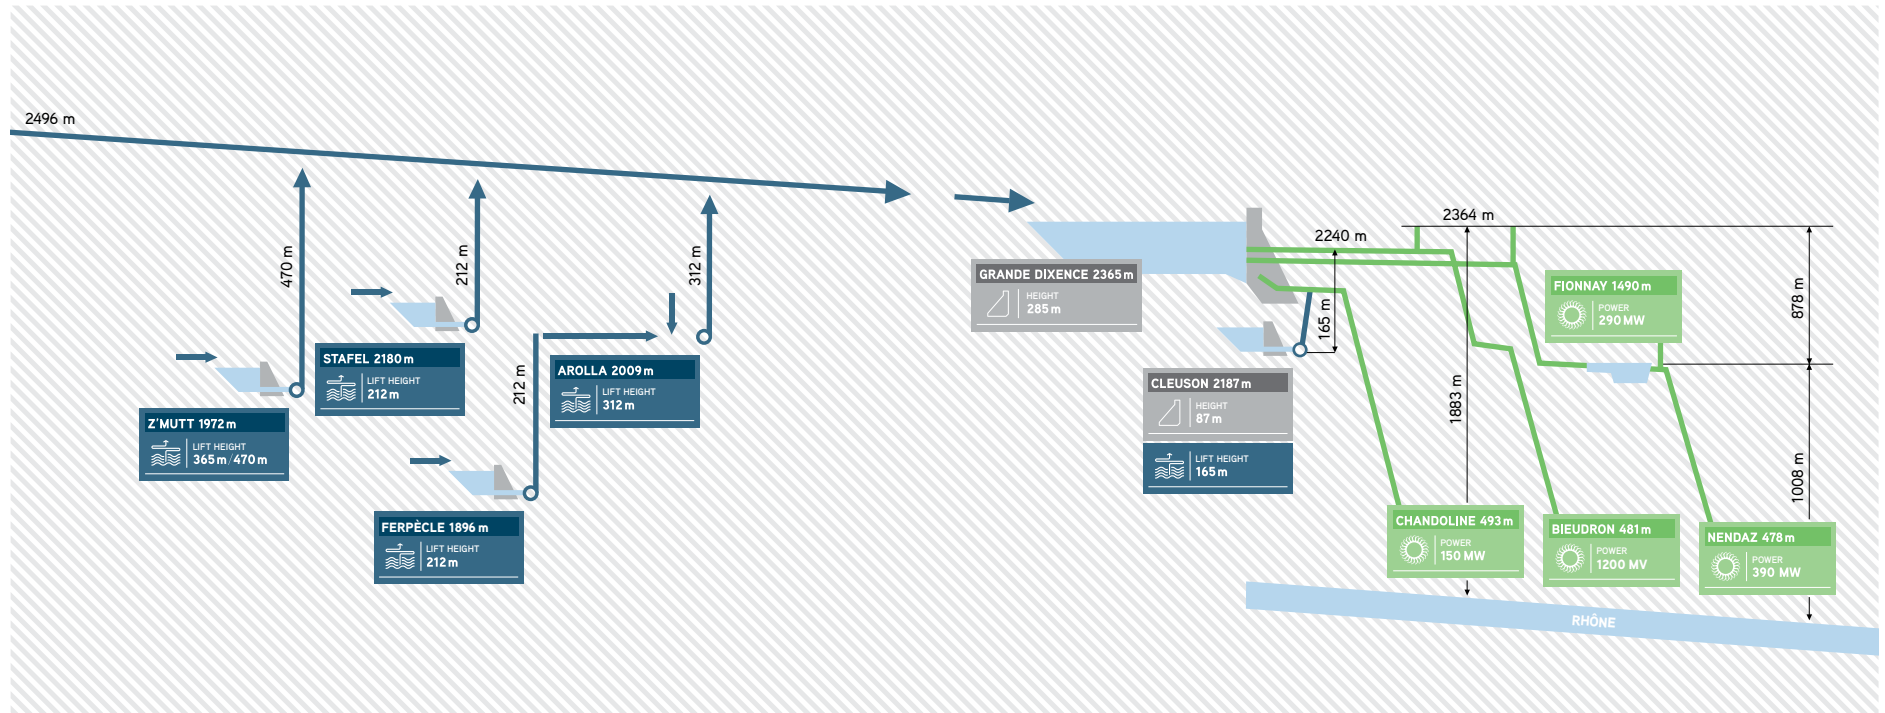 2496 m
470 m
212 m
312 m
212 m
STAFEL 2180 m
LIFT HEIGHT
212 m
AROLLA 2009 m
LIFT HEIGHT
312 m
Z'MUTT 1972 m
LIFT HEIGHT
365 m/470 m
FERPÈCLE 1896 m
LIFT HEIGHT
212 m
GRANDE DIXENCE 2365 m
HEIGHT
285 m
CLEUSON 2187 m
HEIGHT
87 m
LIFT HEIGHT
165 m
2240 m
165 m
2364 m
1883 m
878 m
1008 m
FIONNAY 1490 m
POWER
290 MW
CHANDOLINE 493 m
POWER
150 MW
BIEUDRON 481 m
POWER
1200 MV
NENDAZ 478 m
POWER
390 MW
RHÔNE